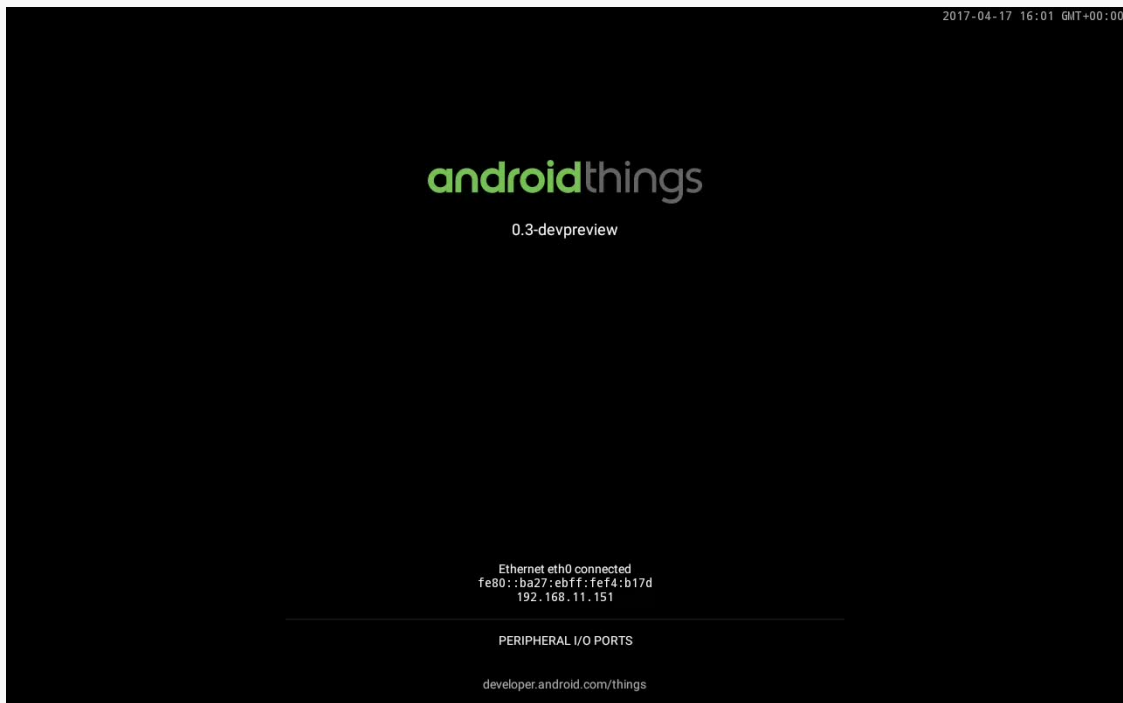 2017-04-17 16:01 GMT+00:00
androidthings
0.3-devpreview
Ethernet eth0 connected
fe80::ba27:ebff:fef4:b17d
192.168.11.151
PERIPHERAL I/O PORTS
developer.android.com/things